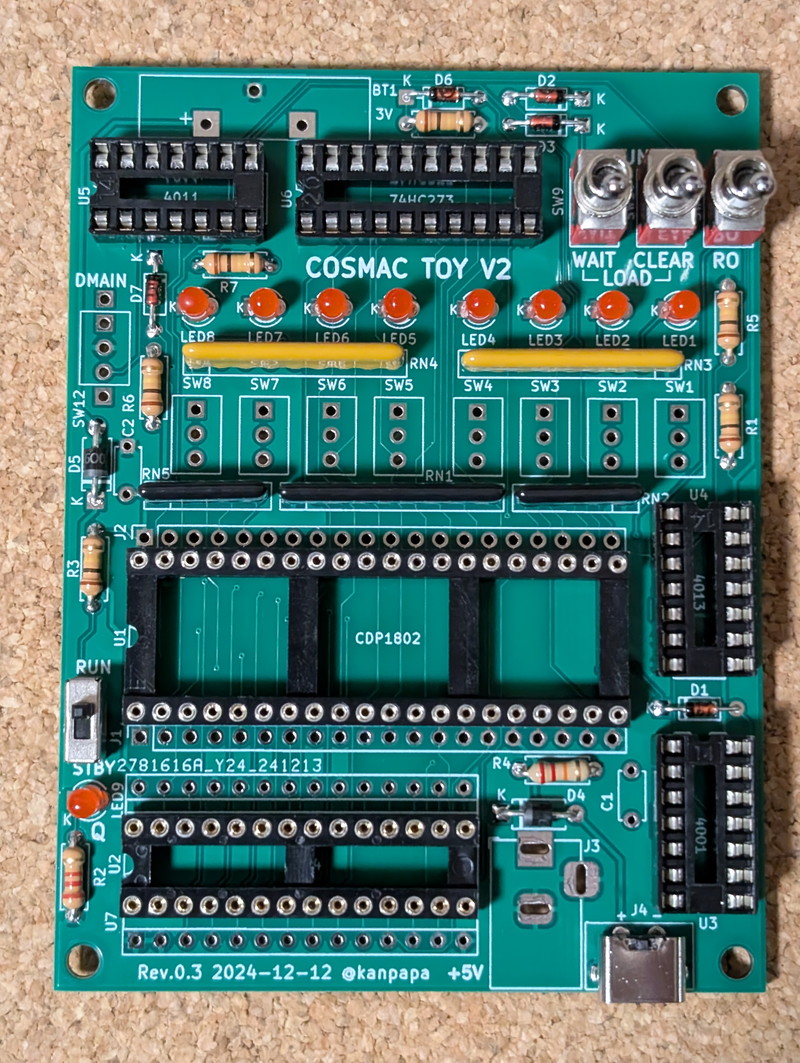 K D6 D2
BT1 K
3V K
D3
+
U5 4011 U6 74HC273 SW9
WAIT CLEAR RO
LOAD
K
R7 COSMAC TOY V2
DMAIN
D7 K K K K K K K K
R5
LED8 LED7 LED6 LED5 LED4 LED3 LED2 LED1
RN4 RN3
SW8 SW7 SW6 SW5 SW4 SW3 SW2 SW1
SW12 R6 R1
C2
D5
K
RN5 RN1 RN2 U4
J2
R3 4013
U1 CDP1802
RUN
D1
K
J1
STBY 2781616A_Y24_241213 R4
K LED9 K D4 C1
U2 4001
R2 J3
U7 J4 U3
+ -
Rev.0.3 2024-12-12 @kanpapa +5V